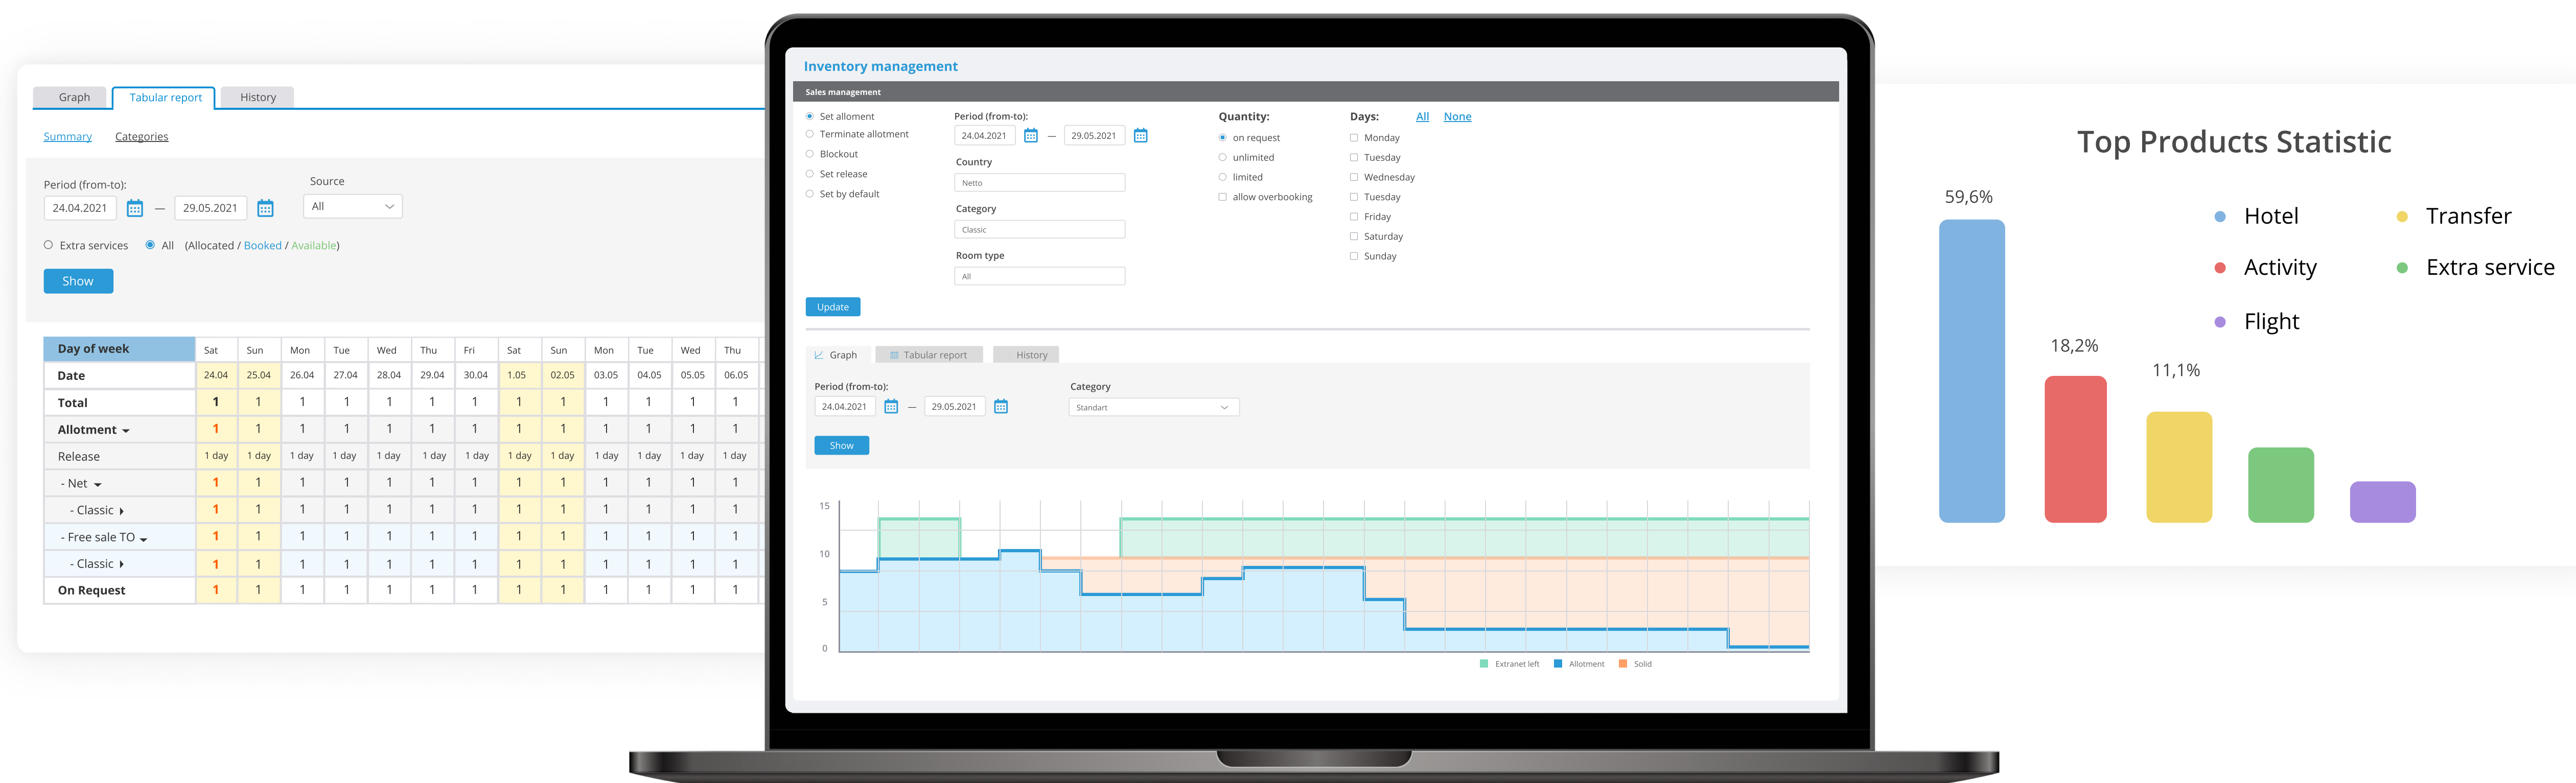 Graph Tabular report History
Summary Categories
Period (from-to): Source
24.04.2021 — 29.05.2021 All
Extra services All (Allocated / Booked / Available)
Show
Day of week Sat Sun Mon Tue Wed Thu Fri Sat Sun Mon Tue Wed Thu
Date 24.04 25.04 26.04 27.04 28.04 29.04 30.04 1.05 02.05 03.05 04.05 05.05 06.05
Total 1 1 1 1 1 1 1 1 1 1 1 1 1
Allotment 1 1 1 1 1 1 1 1 1 1 1 1 1
Release 1 day 1 day 1 day 1 day 1 day 1 day 1 day 1 day 1 day 1 day 1 day 1 day 1 day
- Net 1 1 1 1 1 1 1 1 1 1 1 1 1
- Classic 1 1 1 1 1 1 1 1 1 1 1 1 1
- Free sale TO 1 1 1 1 1 1 1 1 1 1 1 1 1
- Classic 1 1 1 1 1 1 1 1 1 1 1 1 1
On Request 1 1 1 1 1 1 1 1 1 1 1 1 1
Inventory management
Sales management
Set alloment
Terminate allotment
Blockout
Set release
Set by default
Period (from-to):
24.04.2021 — 29.05.2021
Country
Netto
Category
Classic
Room type
All
Quantity:
on request
unlimited
limited
allow overbooking
Days: All None
Monday
Tuesday
Wednesday
Tuesday
Friday
Saturday
Sunday
Update
Graph Tabular report History
Period (from-to): Category
24.04.2021 — 29.05.2021 Standart
Show
15
10
5
0
Extranet left Allotment Solid
Top Products Statistic
59,6%
18,2%
11,1%
Hotel Transfer
Activity Extra service
Flight